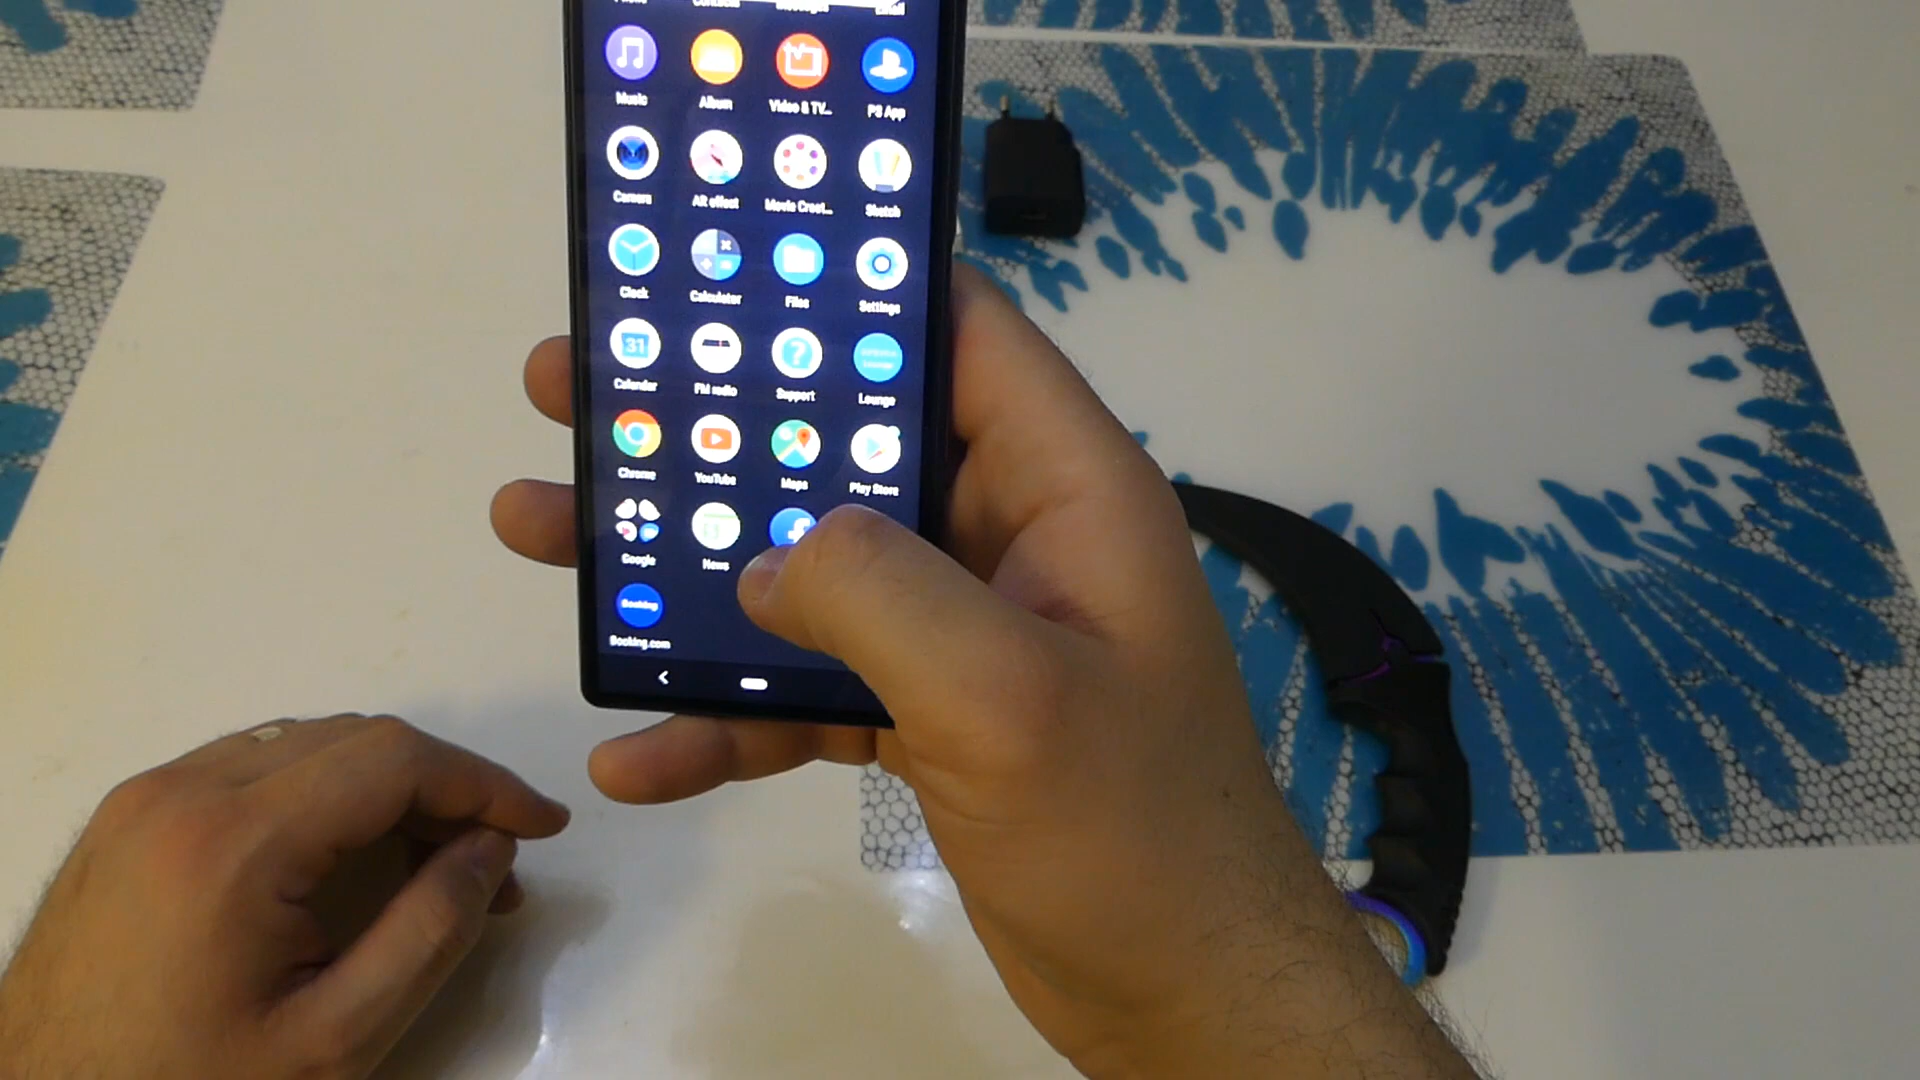 Music Album Video & TV... PS App
Camera AR effect Movie Creat... Sketch
Clock Calculator Files Settings
31
Calendar FM radio Support Lounge
Chrome YouTube Maps Play Store
Google News
Booking
Booking.com